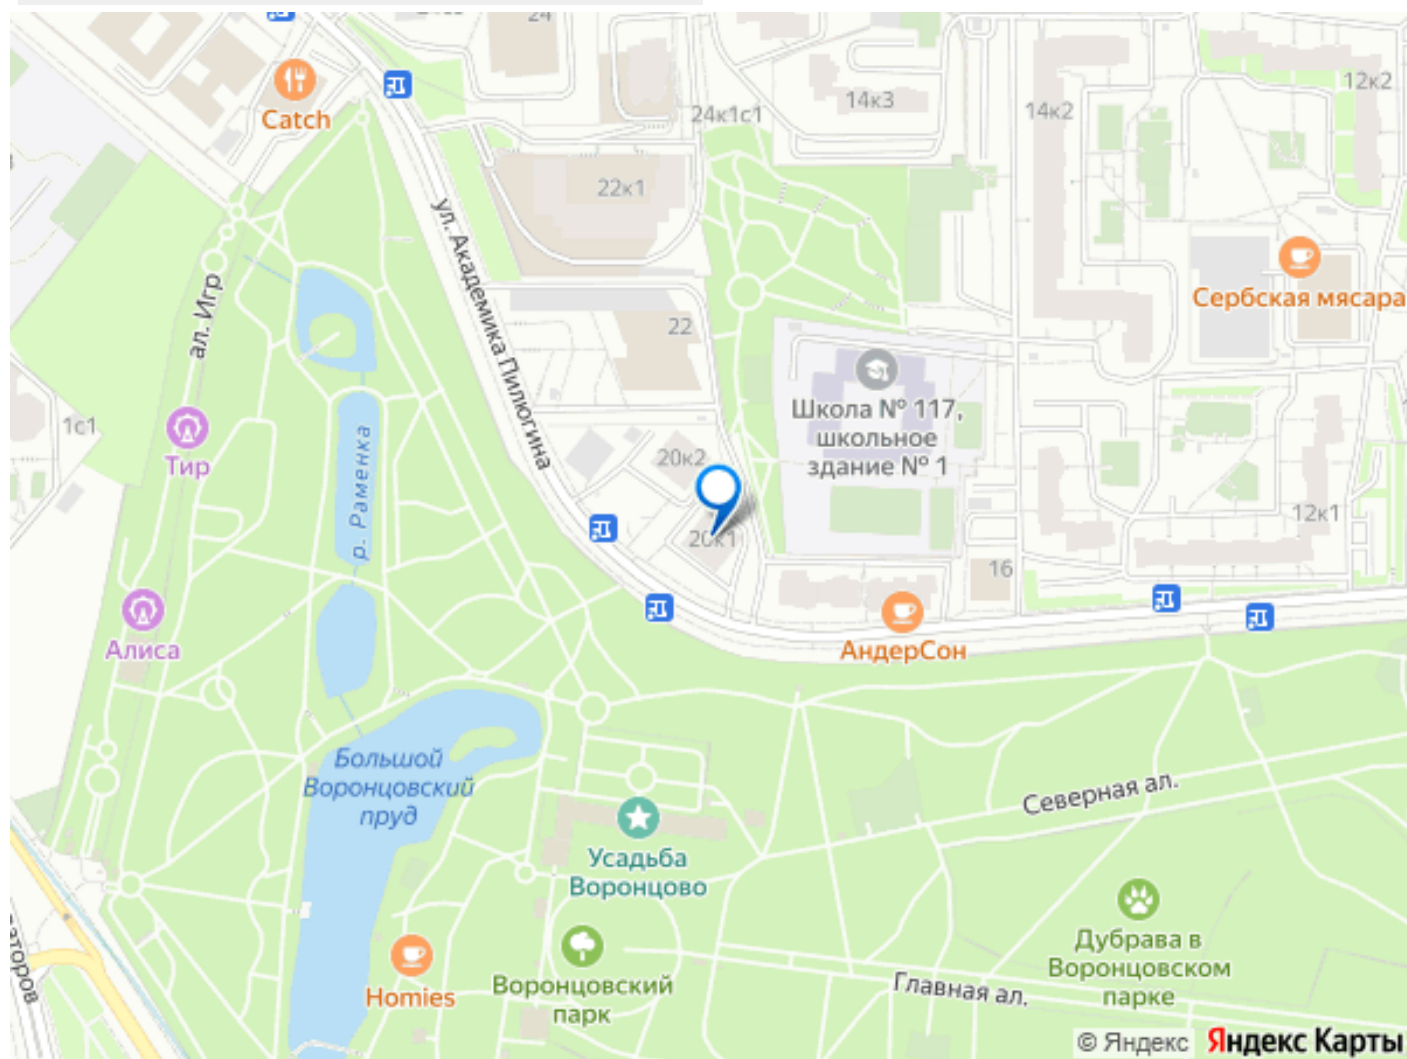 24
Catch
24к1с1
14к3
14к2
12к2
22к1
ул. Академика Пилюгина
ал. Игр
Сербская мясара
22
Школа № 117,
школьное
здание № 1
1с1
Тир
р. Раменка
20к2
20к1
12к1
16
Алиса
АндерСон
Большой
Воронцовский
пруд
Северная ал.
Усадьба
Воронцово
Дубрава в
Воронцовском
парке
Homies
Воронцовский
парк
Главная ал.
© Яндекс Яндекс Карты